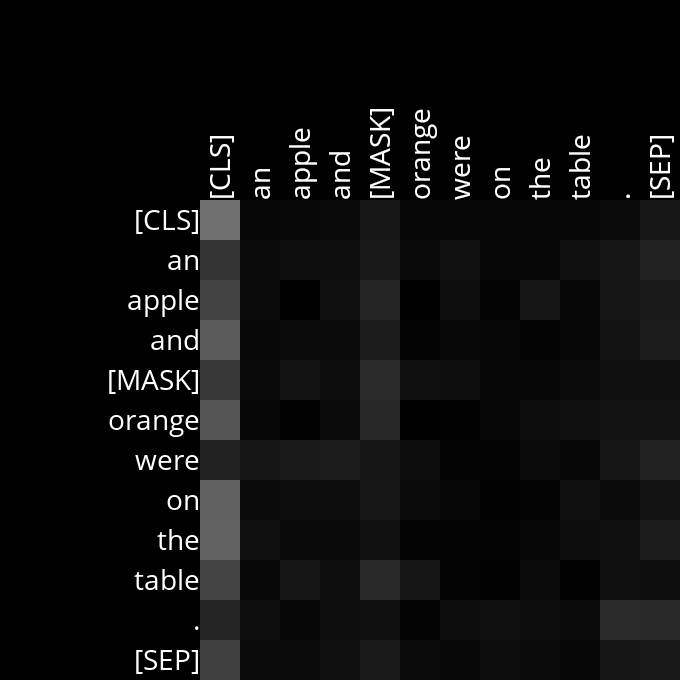 [CLS]
an
apple
and
[MASK]
orange
were
on
the
table
.
[SEP]
[CLS]
an
apple
and
[MASK]
orange
were
on
the
table
.
[SEP]